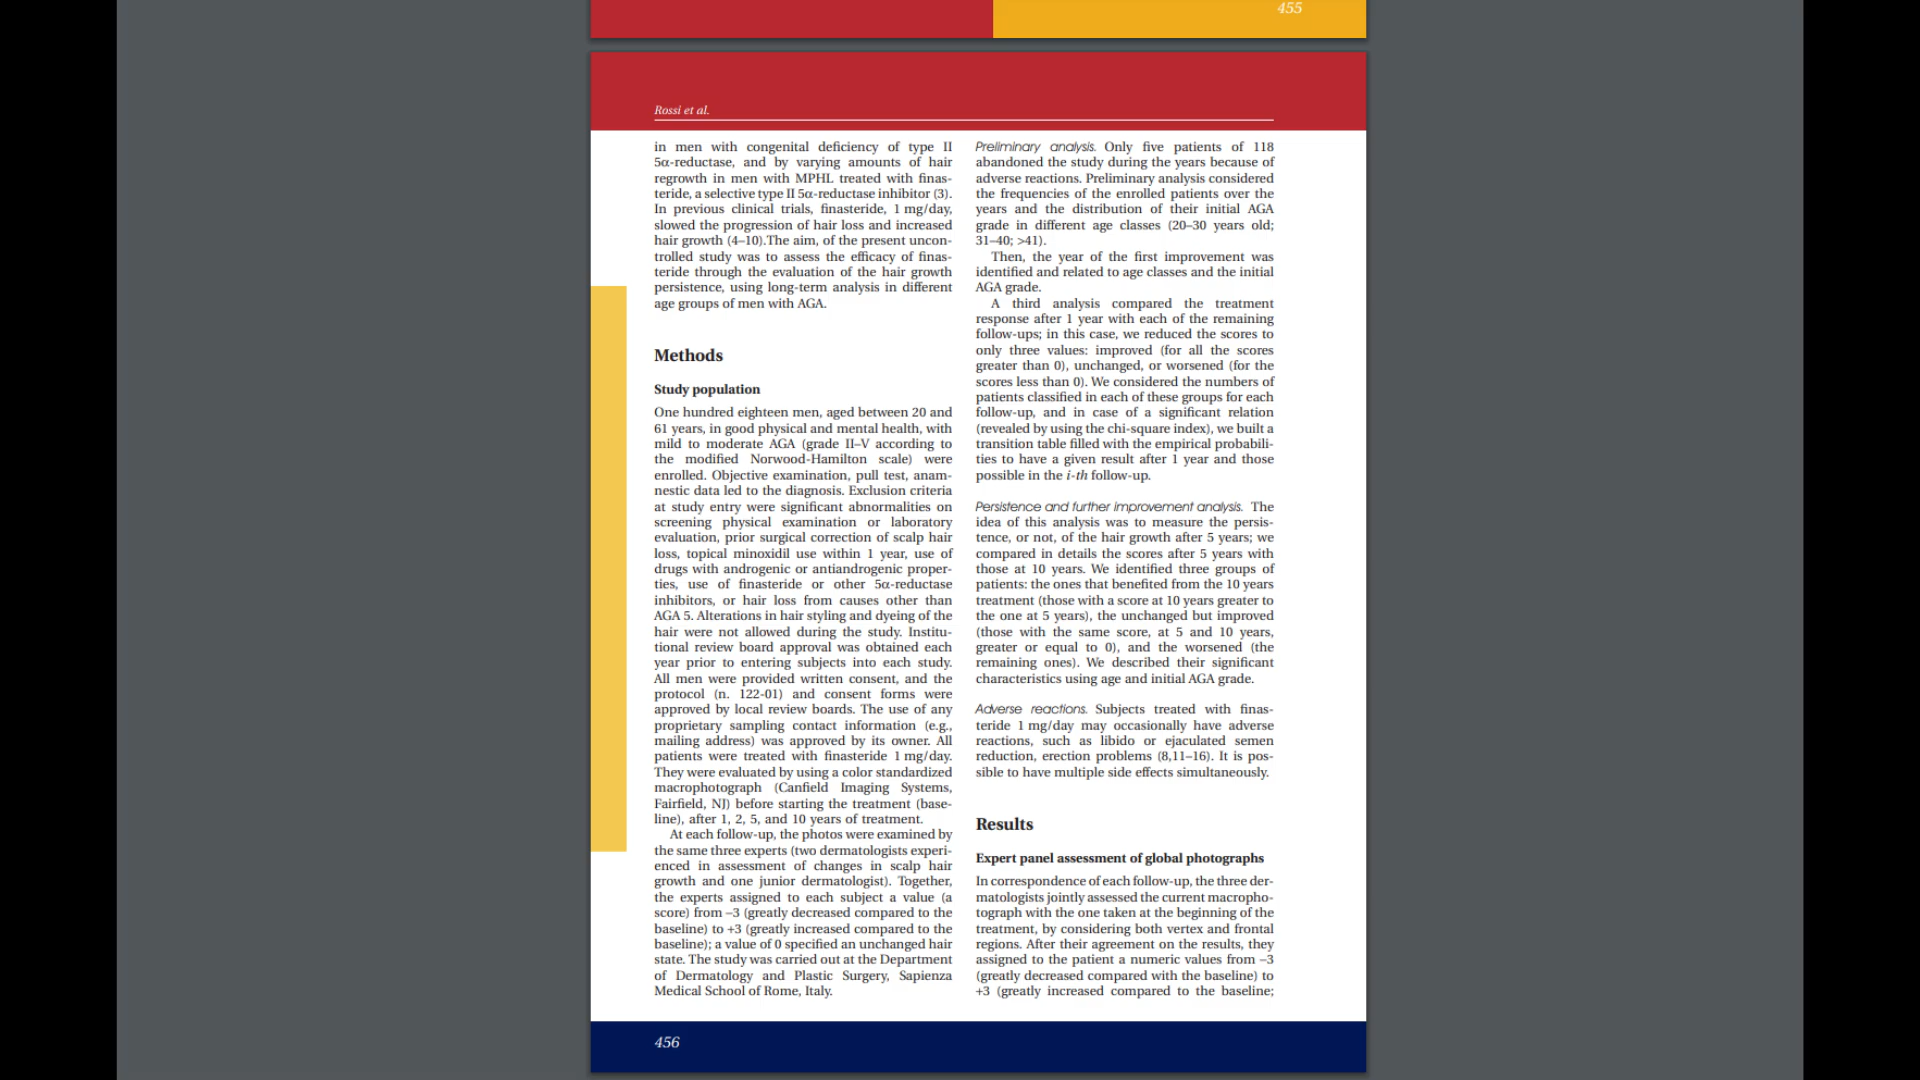 455
Rossi et al.
in men with congenital deficiency of type II
5α-reductase, and by varying amounts of hair
regrowth in men with MPHL treated with finas-
teride, a selective type II 5α-reductase inhibitor (3).
In previous clinical trials, finasteride, 1 mg/day,
slowed the progression of hair loss and increased
hair growth (4–10).The aim, of the present uncon-
trolled study was to assess the efficacy of finas-
teride through the evaluation of the hair growth
persistence, using long-term analysis in different
age groups of men with AGA.
Methods
Study population
One hundred eighteen men, aged between 20 and
61 years, in good physical and mental health, with
mild to moderate AGA (grade II–V according to
the modified Norwood-Hamilton scale) were
enrolled. Objective examination, pull test, anam-
nestic data led to the diagnosis. Exclusion criteria
at study entry were significant abnormalities on
screening physical examination or laboratory
evaluation, prior surgical correction of scalp hair
loss, topical minoxidil use within 1 year, use of
drugs with androgenic or antiandrogenic proper-
ties, use of finasteride or other 5α-reductase
inhibitors, or hair loss from causes other than
AGA 5. Alterations in hair styling and dyeing of the
hair were not allowed during the study. Institu-
tional review board approval was obtained each
year prior to entering subjects into each study.
All men were provided written consent, and the
protocol (n. 122-01) and consent forms were
approved by local review boards. The use of any
proprietary sampling contact information (e.g.,
mailing address) was approved by its owner. All
patients were treated with finasteride 1 mg/day.
They were evaluated by using a color standardized
macrophotograph (Canfield Imaging Systems,
Fairfield, NJ) before starting the treatment (base-
line), after 1, 2, 5, and 10 years of treatment.
At each follow-up, the photos were examined by
the same three experts (two dermatologists experi-
enced in assessment of changes in scalp hair
growth and one junior dermatologist). Together,
the experts assigned to each subject a value (a
score) from –3 (greatly decreased compared to the
baseline) to +3 (greatly increased compared to the
baseline); a value of 0 specified an unchanged hair
state. The study was carried out at the Department
of Dermatology and Plastic Surgery, Sapienza
Medical School of Rome, Italy.
Preliminary analysis. Only five patients of 118
abandoned the study during the years because of
adverse reactions. Preliminary analysis considered
the frequencies of the enrolled patients over the
years and the distribution of their initial AGA
grade in different age classes (20–30 years old;
31–40; >41).
Then, the year of the first improvement was
identified and related to age classes and the initial
AGA grade.
A third analysis compared the treatment
response after 1 year with each of the remaining
follow-ups; in this case, we reduced the scores to
only three values: improved (for all the scores
greater than 0), unchanged, or worsened (for the
scores less than 0). We considered the numbers of
patients classified in each of these groups for each
follow-up, and in case of a significant relation
(revealed by using the chi-square index), we built a
transition table filled with the empirical probabili-
ties to have a given result after 1 year and those
possible in the i-th follow-up.
Persistence and further improvement analysis. The
idea of this analysis was to measure the persis-
tence, or not, of the hair growth after 5 years; we
compared in details the scores after 5 years with
those at 10 years. We identified three groups of
patients: the ones that benefited from the 10 years
treatment (those with a score at 10 years greater to
the one at 5 years), the unchanged but improved
(those with the same score, at 5 and 10 years,
greater or equal to 0), and the worsened (the
remaining ones). We described their significant
characteristics using age and initial AGA grade.
Adverse reactions. Subjects treated with finas-
teride 1 mg/day may occasionally have adverse
reactions, such as libido or ejaculated semen
reduction, erection problems (8,11–16). It is pos-
sible to have multiple side effects simultaneously.
Results
Expert panel assessment of global photographs
In correspondence of each follow-up, the three der-
matologists jointly assessed the current macropho-
tograph with the one taken at the beginning of the
treatment, by considering both vertex and frontal
regions. After their agreement on the results, they
assigned to the patient a numeric values from –3
(greatly decreased compared with the baseline) to
+3 (greatly increased compared to the baseline;
456